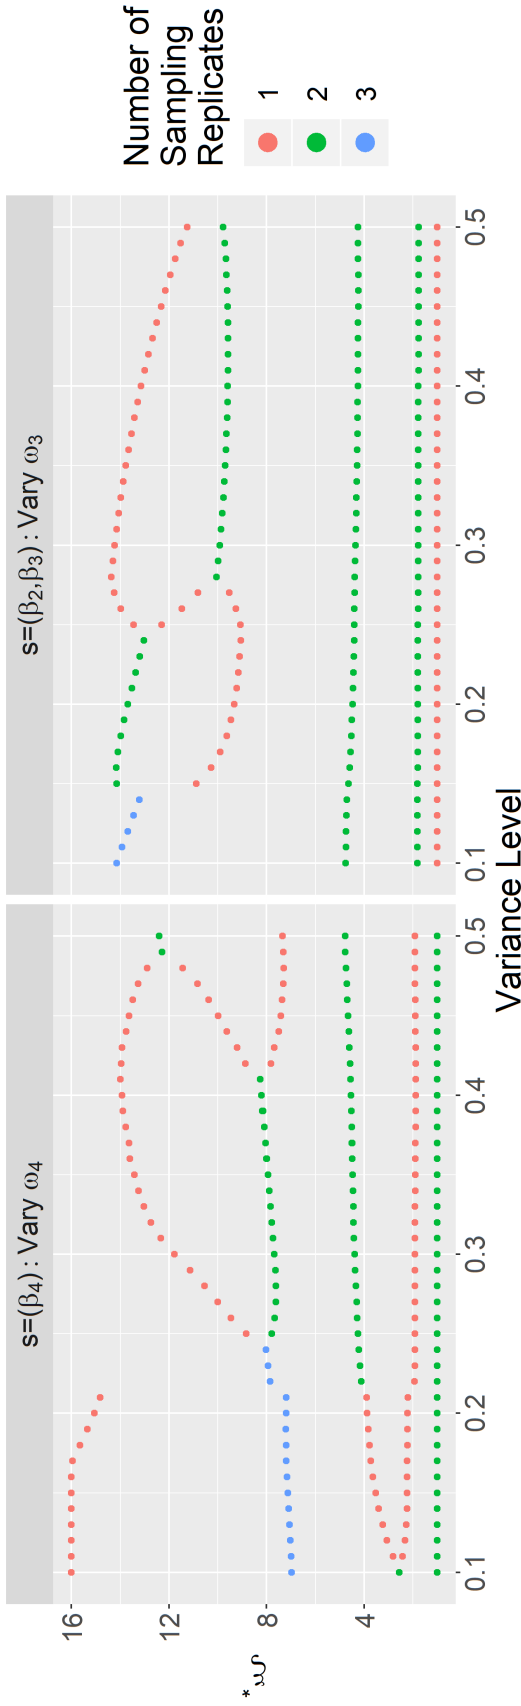 s=(β4): Vary ω4
s=(β2,β3): Vary ω3
16
12
8
4
ξ*
0.1 0.2 0.3 0.4 0.5
0.1 0.2 0.3 0.4 0.5
Variance Level
Number of
Sampling
Replicates
1
2
3